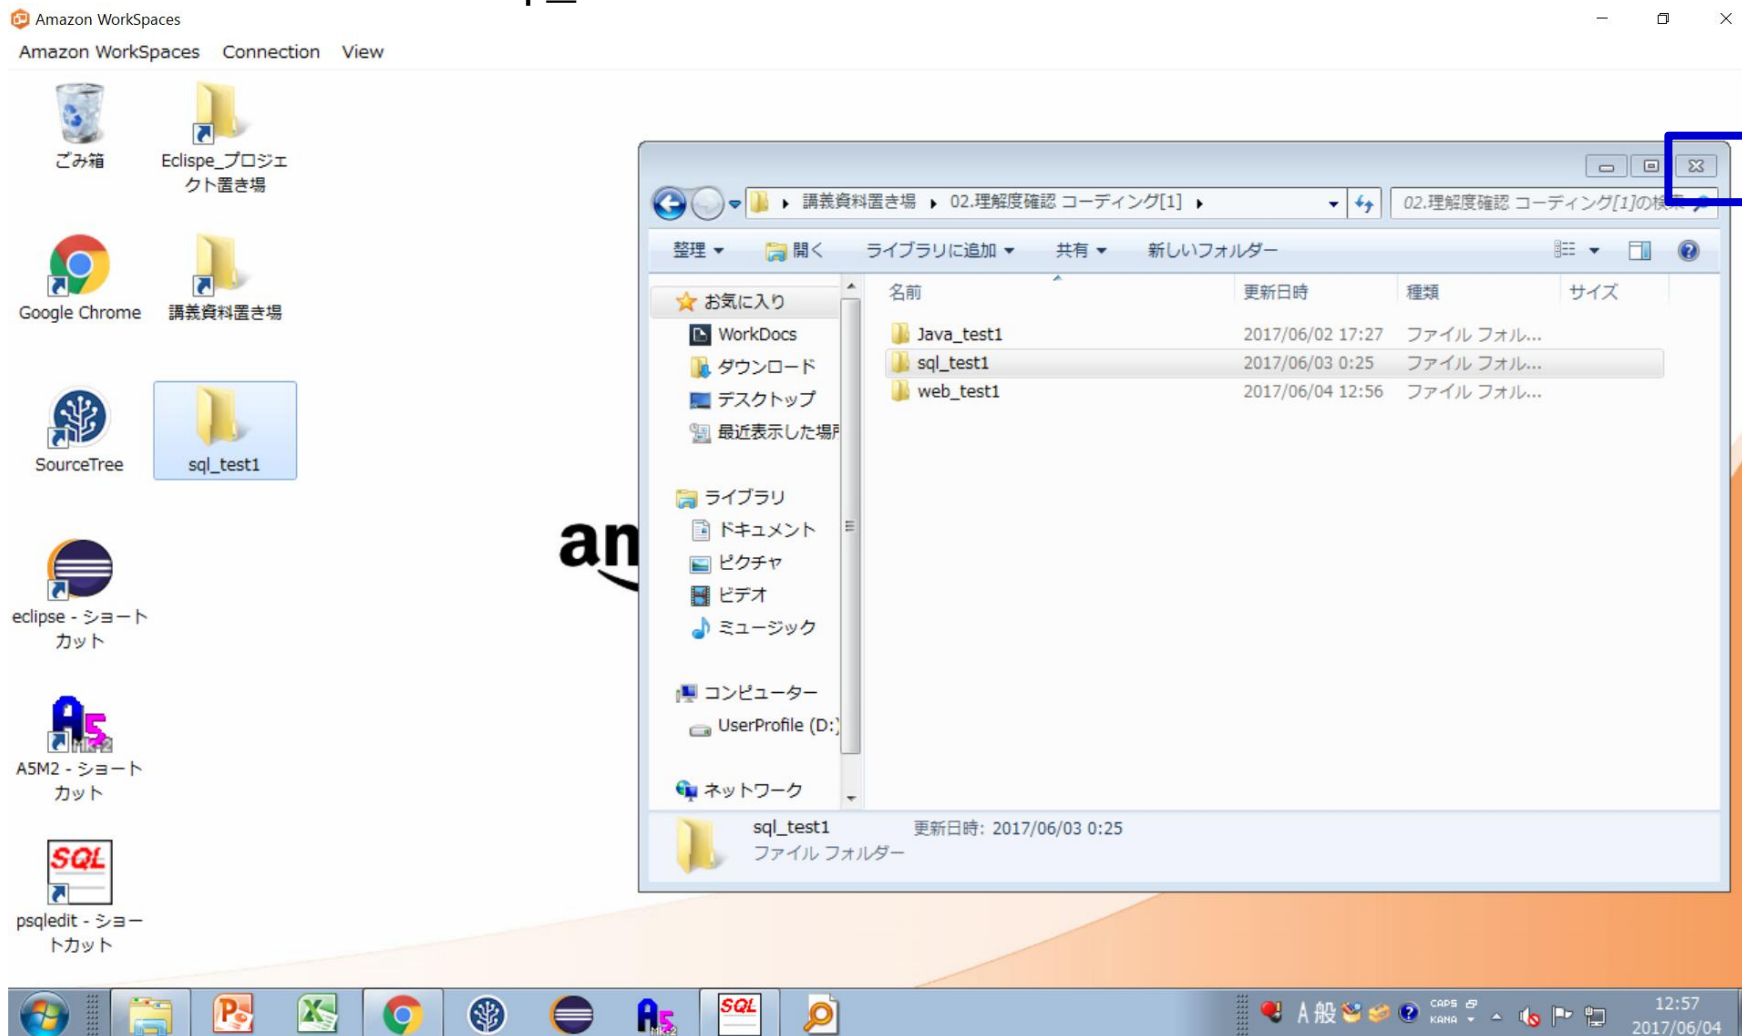 Amazon WorkSpaces
Amazon WorkSpaces Connection View
ごみ箱
Eclispe_プロジェ
クト置き場
Google Chrome
講義資料置き場
SourceTree
sql_test1
eclipse - ショート
カット
A5M2 - ショート
カット
SQL
psqledit - ショー
トカット
am
講義資料置き場 02.理解度確認 コーディング[1]
02.理解度確認 コーディング[1]の検索
整理 開く ライブラリに追加 共有 新しいフォルダー
お気に入り
WorkDocs
ダウンロード
デスクトップ
最近表示した場所
ライブラリ
ドキュメント
ピクチャ
ビデオ
ミュージック
コンピューター
UserProfile (D:)
ネットワーク
名前 更新日時 種類 サイズ
Java_test1 2017/06/02 17:27 ファイル フォル...
sql_test1 2017/06/03 0:25 ファイル フォル...
web_test1 2017/06/04 12:56 ファイル フォル...
sql_test1 更新日時: 2017/06/03 0:25
ファイル フォルダー
SQL
A 般
CAPS
KANA
12:57
2017/06/04